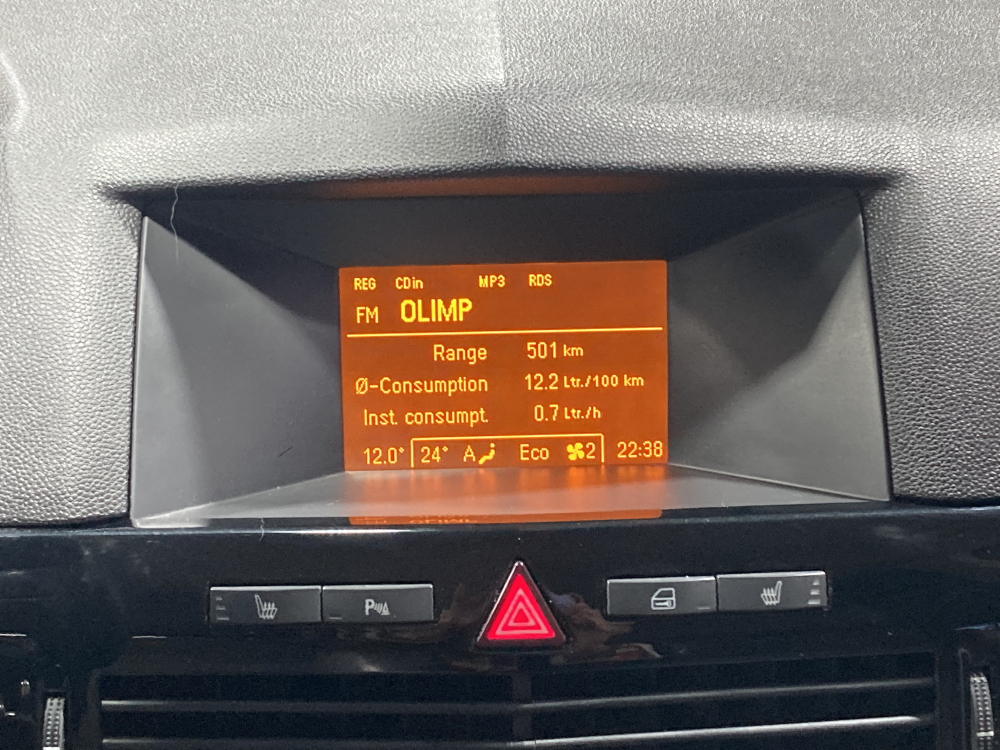 REG CDin MP3 RDS
FM OLIMP
Range 501 km
Ø-Consumption 12.2 Ltr./100 km
Inst. consumpt. 0.7 Ltr./h
12.0° 24° A Eco 2 22:38
P